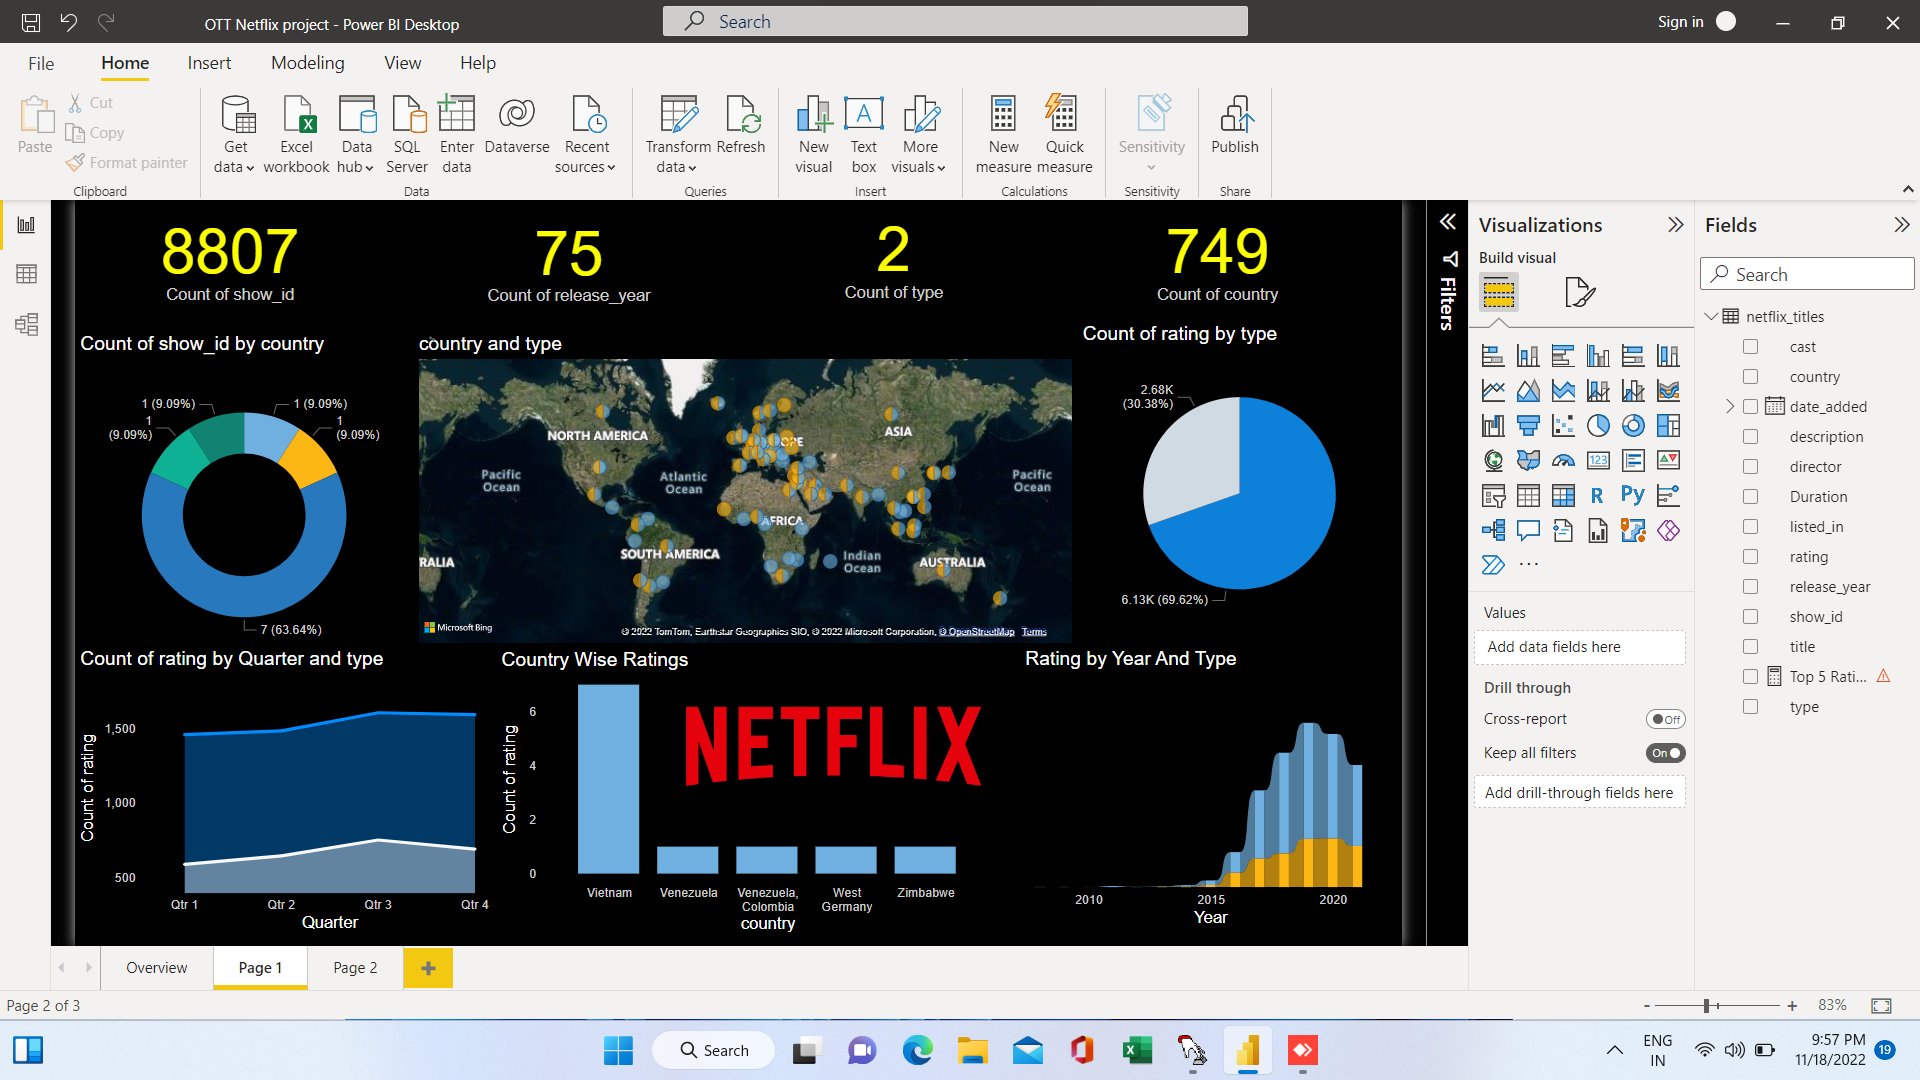 OTT Netflix project - Power BI Desktop
Search
Sign in
File Home Insert Modeling View Help
Paste
Cut
Copy
Format painter
Clipboard
Get data
Excel workbook
Data hub
SQL Server
Enter data
Dataverse
Recent sources
Data
Transform data
Refresh
Queries
New visual
Text box
More visuals
Insert
New measure
Quick measure
Calculations
Sensitivity
Sensitivity
Publish
Share
8807
Count of show_id
75
Count of release_year
2
Count of type
749
Count of country
Count of show_id by country
1 (9.09%)
1 (9.09%)
1
(9.09%)
1
(9.09%)
7 (63.64%)
country and type
NORTH AMERICA
OPE
ASIA
Pacific
Ocean
Atlantic
Ocean
Pacific
Ocean
AFRICA
SOUTH AMERICA
Indian
Ocean
RALIA
AUSTRALIA
Microsoft Bing
© 2022 TomTom, Earthstar Geographics SIO, © 2022 Microsoft Corporation, © OpenStreetMap Terms
Count of rating by type
2.68K
(30.38%)
6.13K (69.62%)
Count of rating by Quarter and type
Count of rating
1,500
1,000
500
Qtr 1 Qtr 2 Qtr 3 Qtr 4
Quarter
Country Wise Ratings
NETFLIX
Count of rating
6
4
2
0
Vietnam
Venezuela
Venezuela,
Colombia
West
Germany
Zimbabwe
country
Rating by Year And Type
2010 2015 2020
Year
Filters
Visualizations
Build visual
123
R
Py
...
Values
Add data fields here
Drill through
Cross-report
Off
Keep all filters
On
Add drill-through fields here
Fields
Search
netflix_titles
cast
country
date_added
description
director
Duration
listed_in
rating
release_year
show_id
title
Top 5 Rati...
type
Overview
Page 1
Page 2
+
Page 2 of 3
- + 83%
Search
ENG
IN
9:57 PM
11/18/2022
19